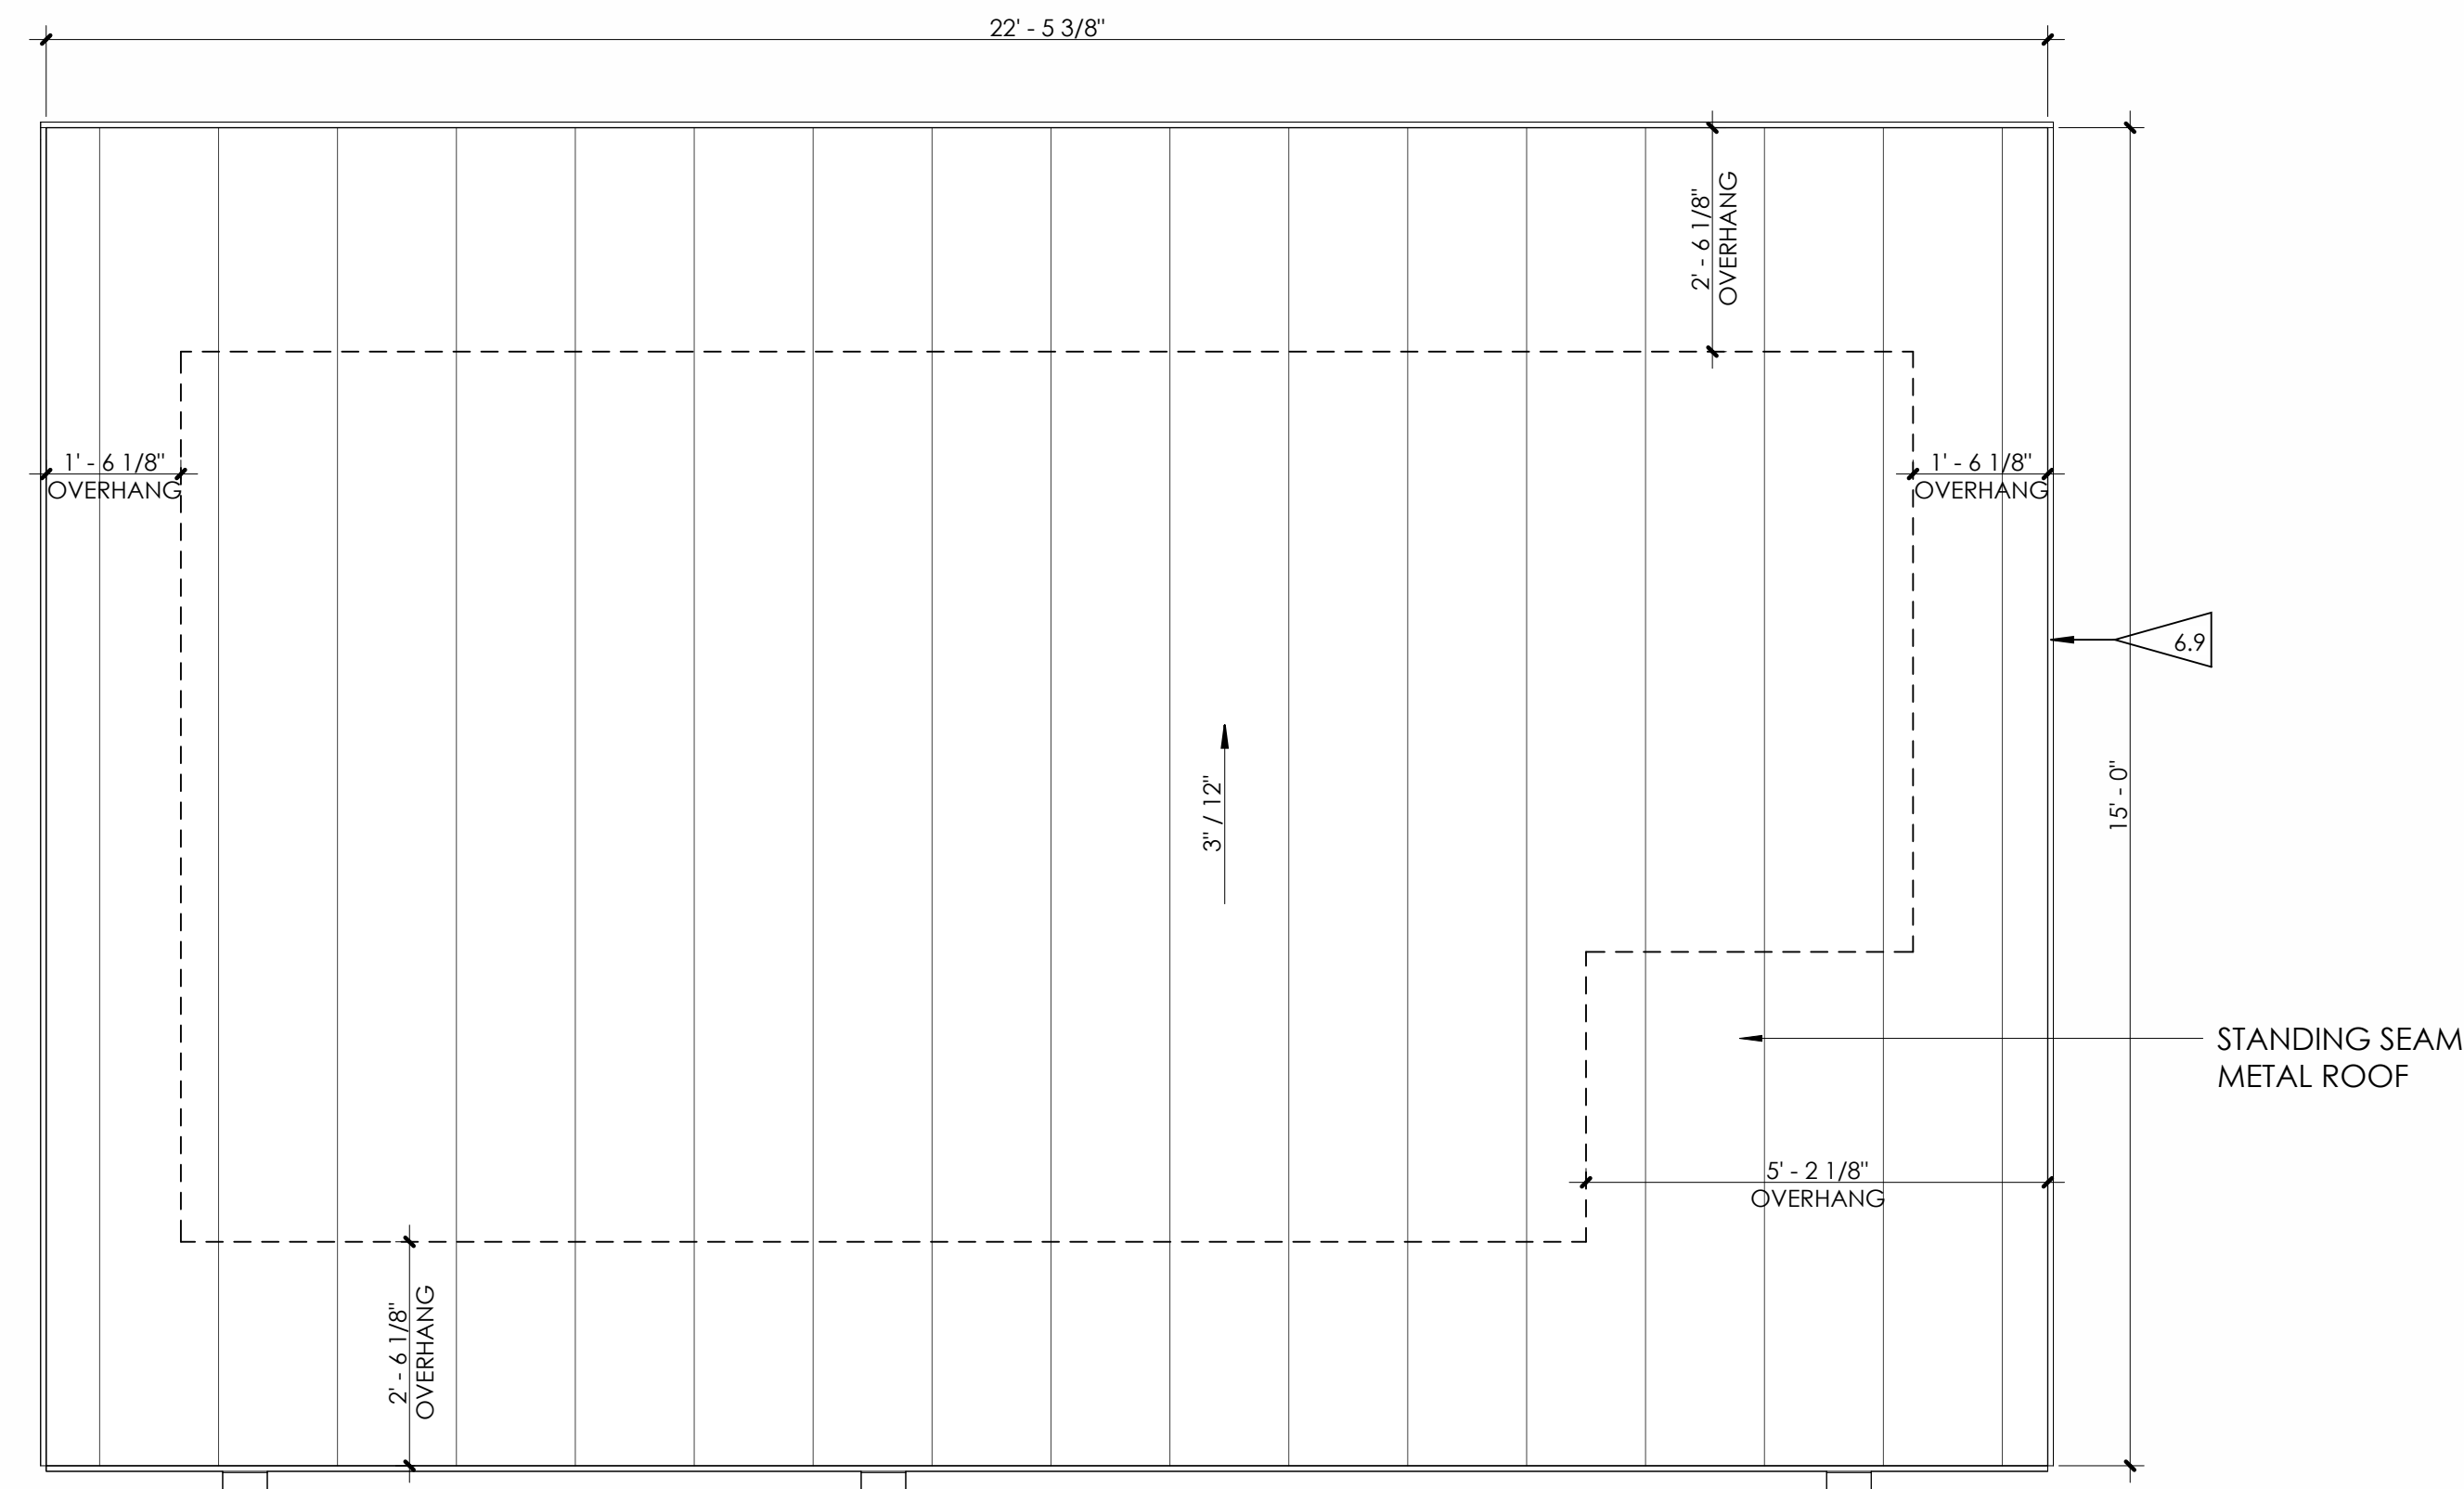 22' - 5 3/8"
2' - 6 1/8"
OVERHANG
1' - 6 1/8"
OVERHANG
1' - 6 1/8"
OVERHANG
6.9
3" / 12"
15' - 0"
STANDING SEAM
METAL ROOF
5' - 2 1/8"
OVERHANG
2' - 6 1/8"
OVERHANG